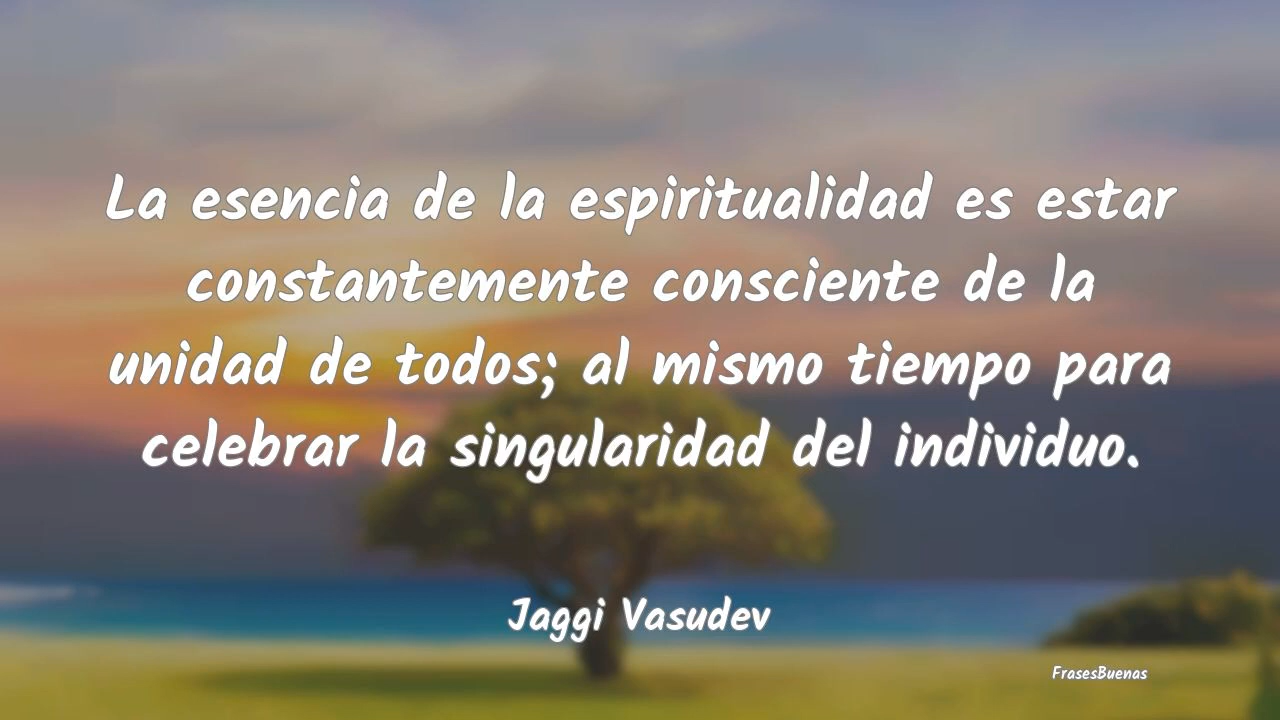 La esencia de la espiritualidad es estar
constantemente consciente de la
unidad de todos; al mismo tiempo para
celebrar la singularidad del individuo.
Jaggi Vasudev
FrasesBuenas